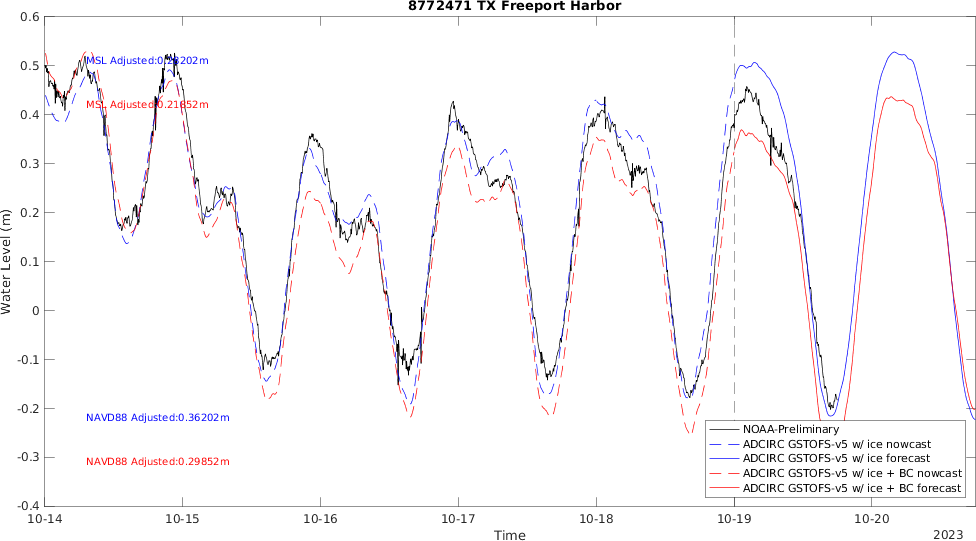 8772471 TX Freeport Harbor
0.6
0.5
0.4
0.3
0.2
0.1
0
-0.1
-0.2
-0.3
-0.4
Water Level (m)
MSL Adjusted:
MSL Adjusted:0.21852m
NAVD88 Adjusted:0.36202m
NAVD88 Adjusted:0.29852m
NOAA-Preliminary
ADCIRC GSTOFS-v5 w/ ice nowcast
ADCIRC GSTOFS-v5 w/ ice forecast
ADCIRC GSTOFS-v5 w/ ice + BC nowcast
ADCIRC GSTOFS-v5 w/ ice + BC forecast
10-14 10-15 10-16 10-17 10-18 10-19 10-20
Time
2023